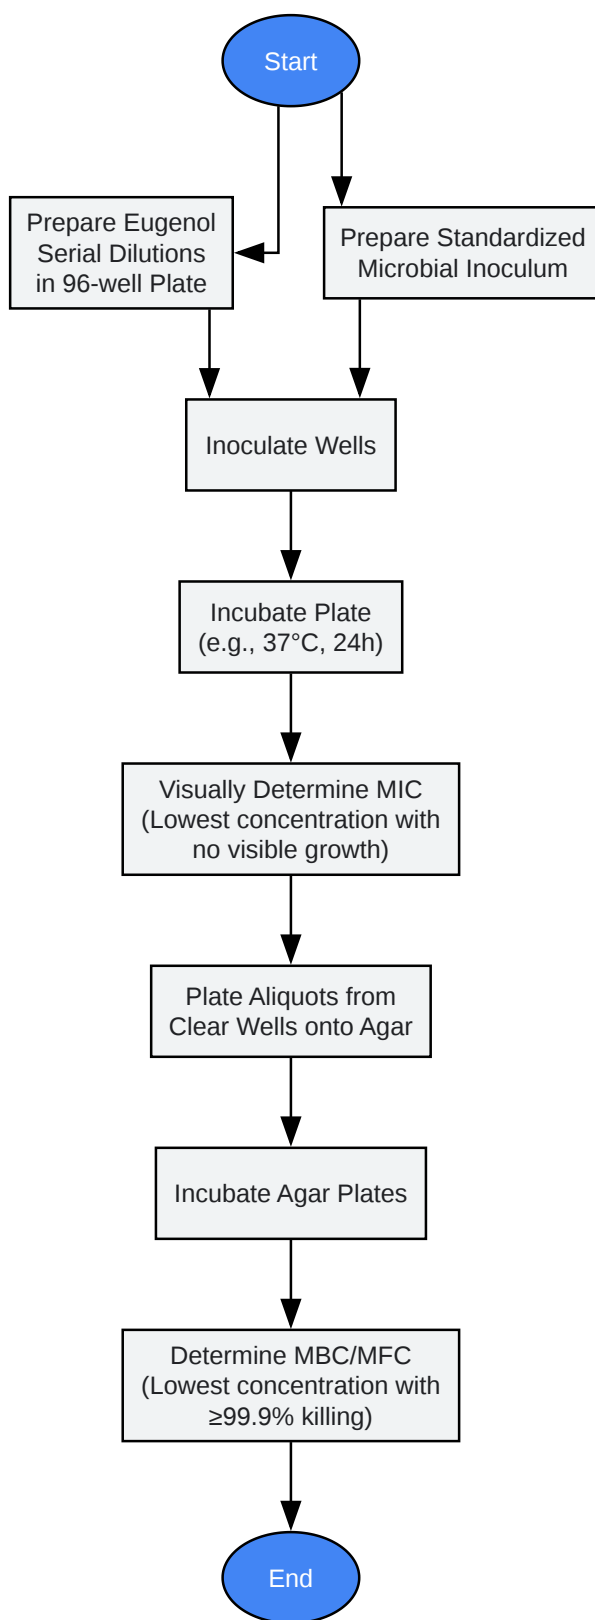 Start
Prepare Eugenol
Serial Dilutions
in 96-well Plate
Prepare Standardized
Microbial Inoculum
Inoculate Wells
Incubate Plate
(e.g., 37°C, 24h)
Visually Determine MIC
(Lowest concentration with
no visible growth)
Plate Aliquots from
Clear Wells onto Agar
Incubate Agar Plates
Determine MBC/MFC
(Lowest concentration with
≥99.9% killing)
End